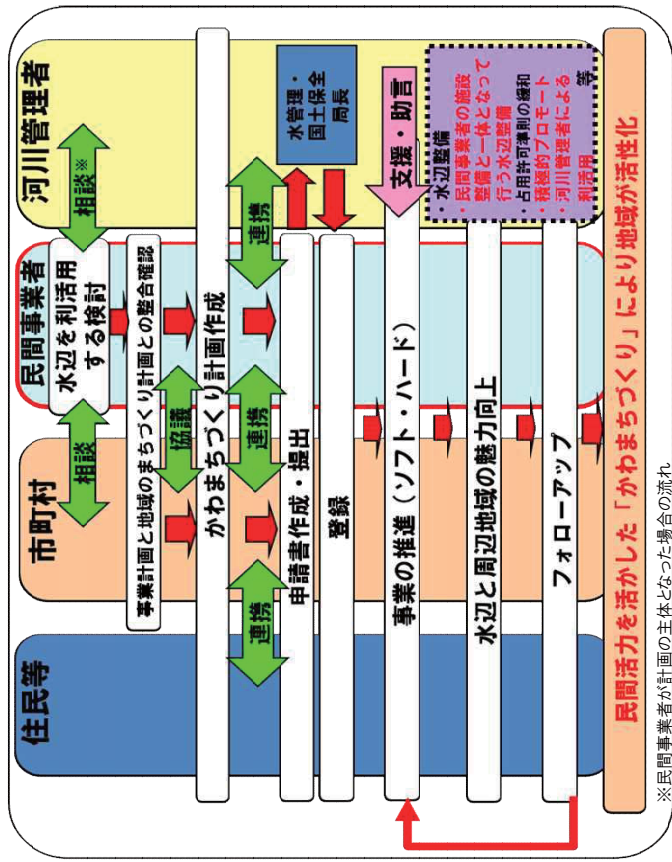 住民等
市町村
民間事業者
河川管理者
水辺を利活用
する検討
相談
相談※
事業計画と地域のまちづくり計画との整合確認
協議
かわまちづくり計画作成
連携
連携
連携
申請書作成・提出
登録
水管理・
国土保全
局長
事業の推進(ソフト・ハード)
支援・助言
・水辺整備
・民間事業者の施設
整備と一体となって
行う水辺整備
・占用許可準則の緩和
・積極的プロモート
・河川管理者による
利活用
等
水辺と周辺地域の魅力向上
フォローアップ
民間活力を活かした「かわまちづくり」により地域が活性化
※民間事業者が計画の主体となった場合の流れ